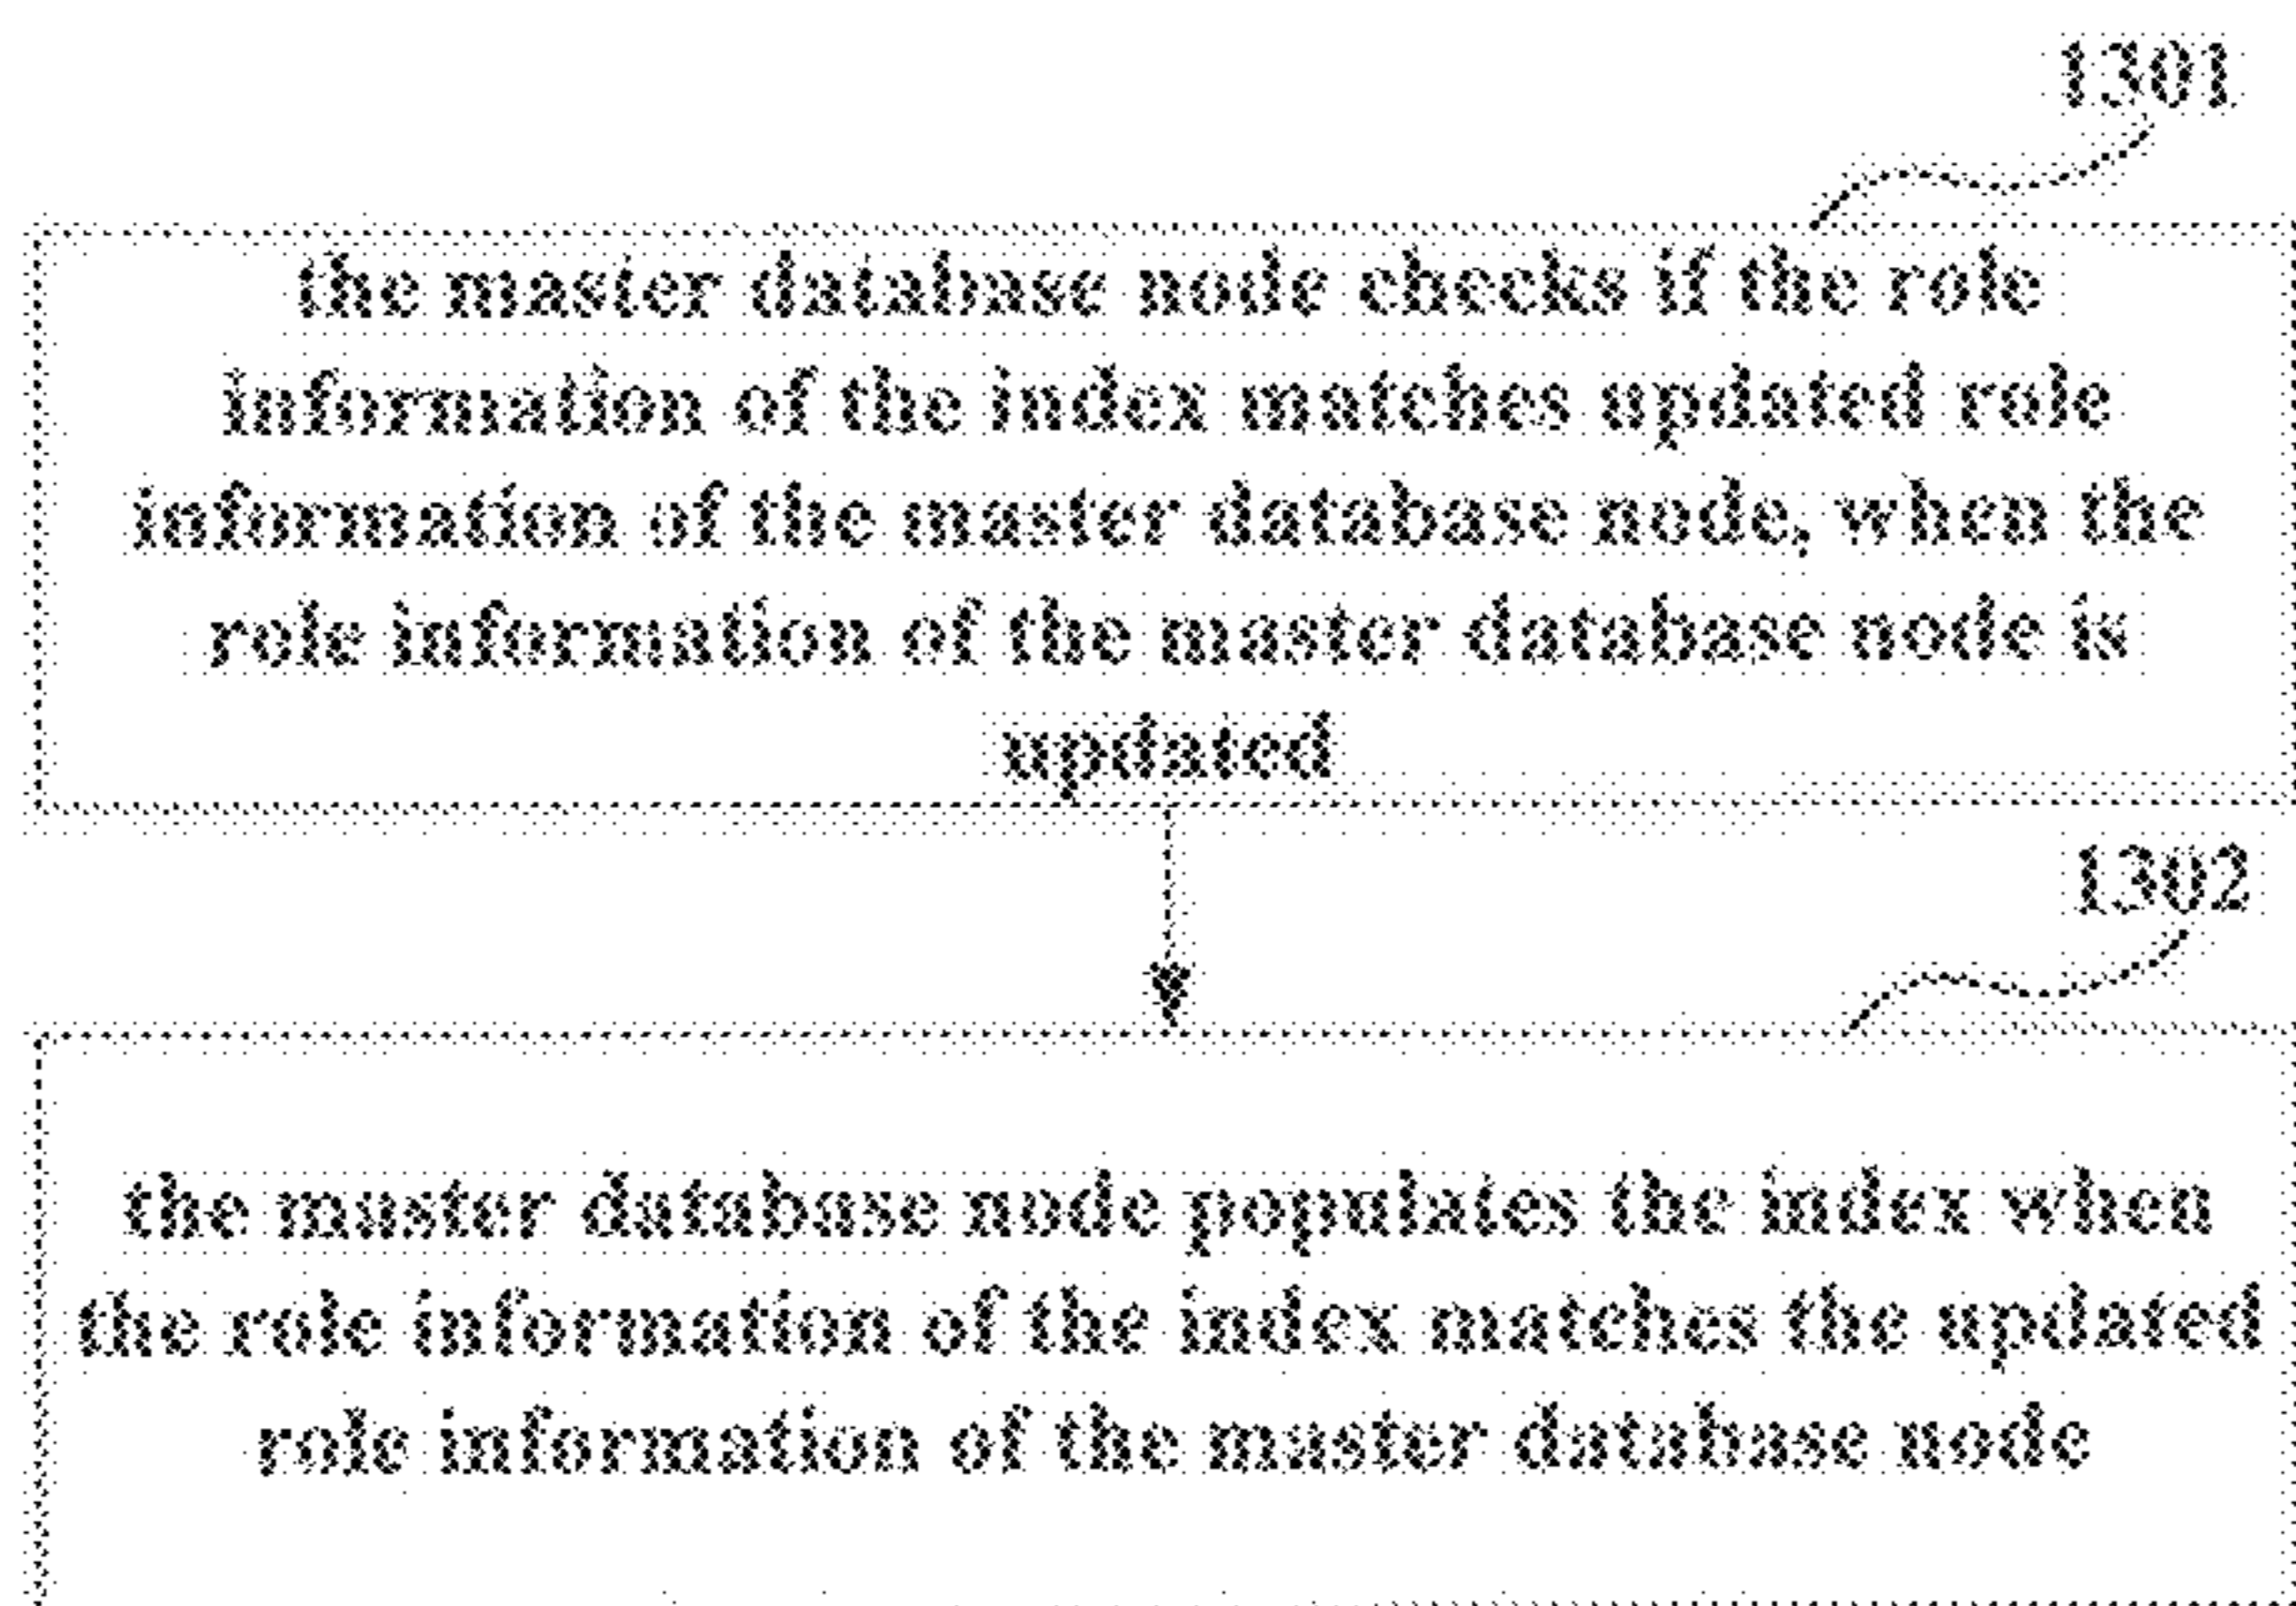 1301
the master database node checks if the role
information of the index matches updated role
information of the master database node, when the
role information of the master database node is
updated
1302
the master database node populates the index when
the role information of the index matches the updated
role information of the master database node